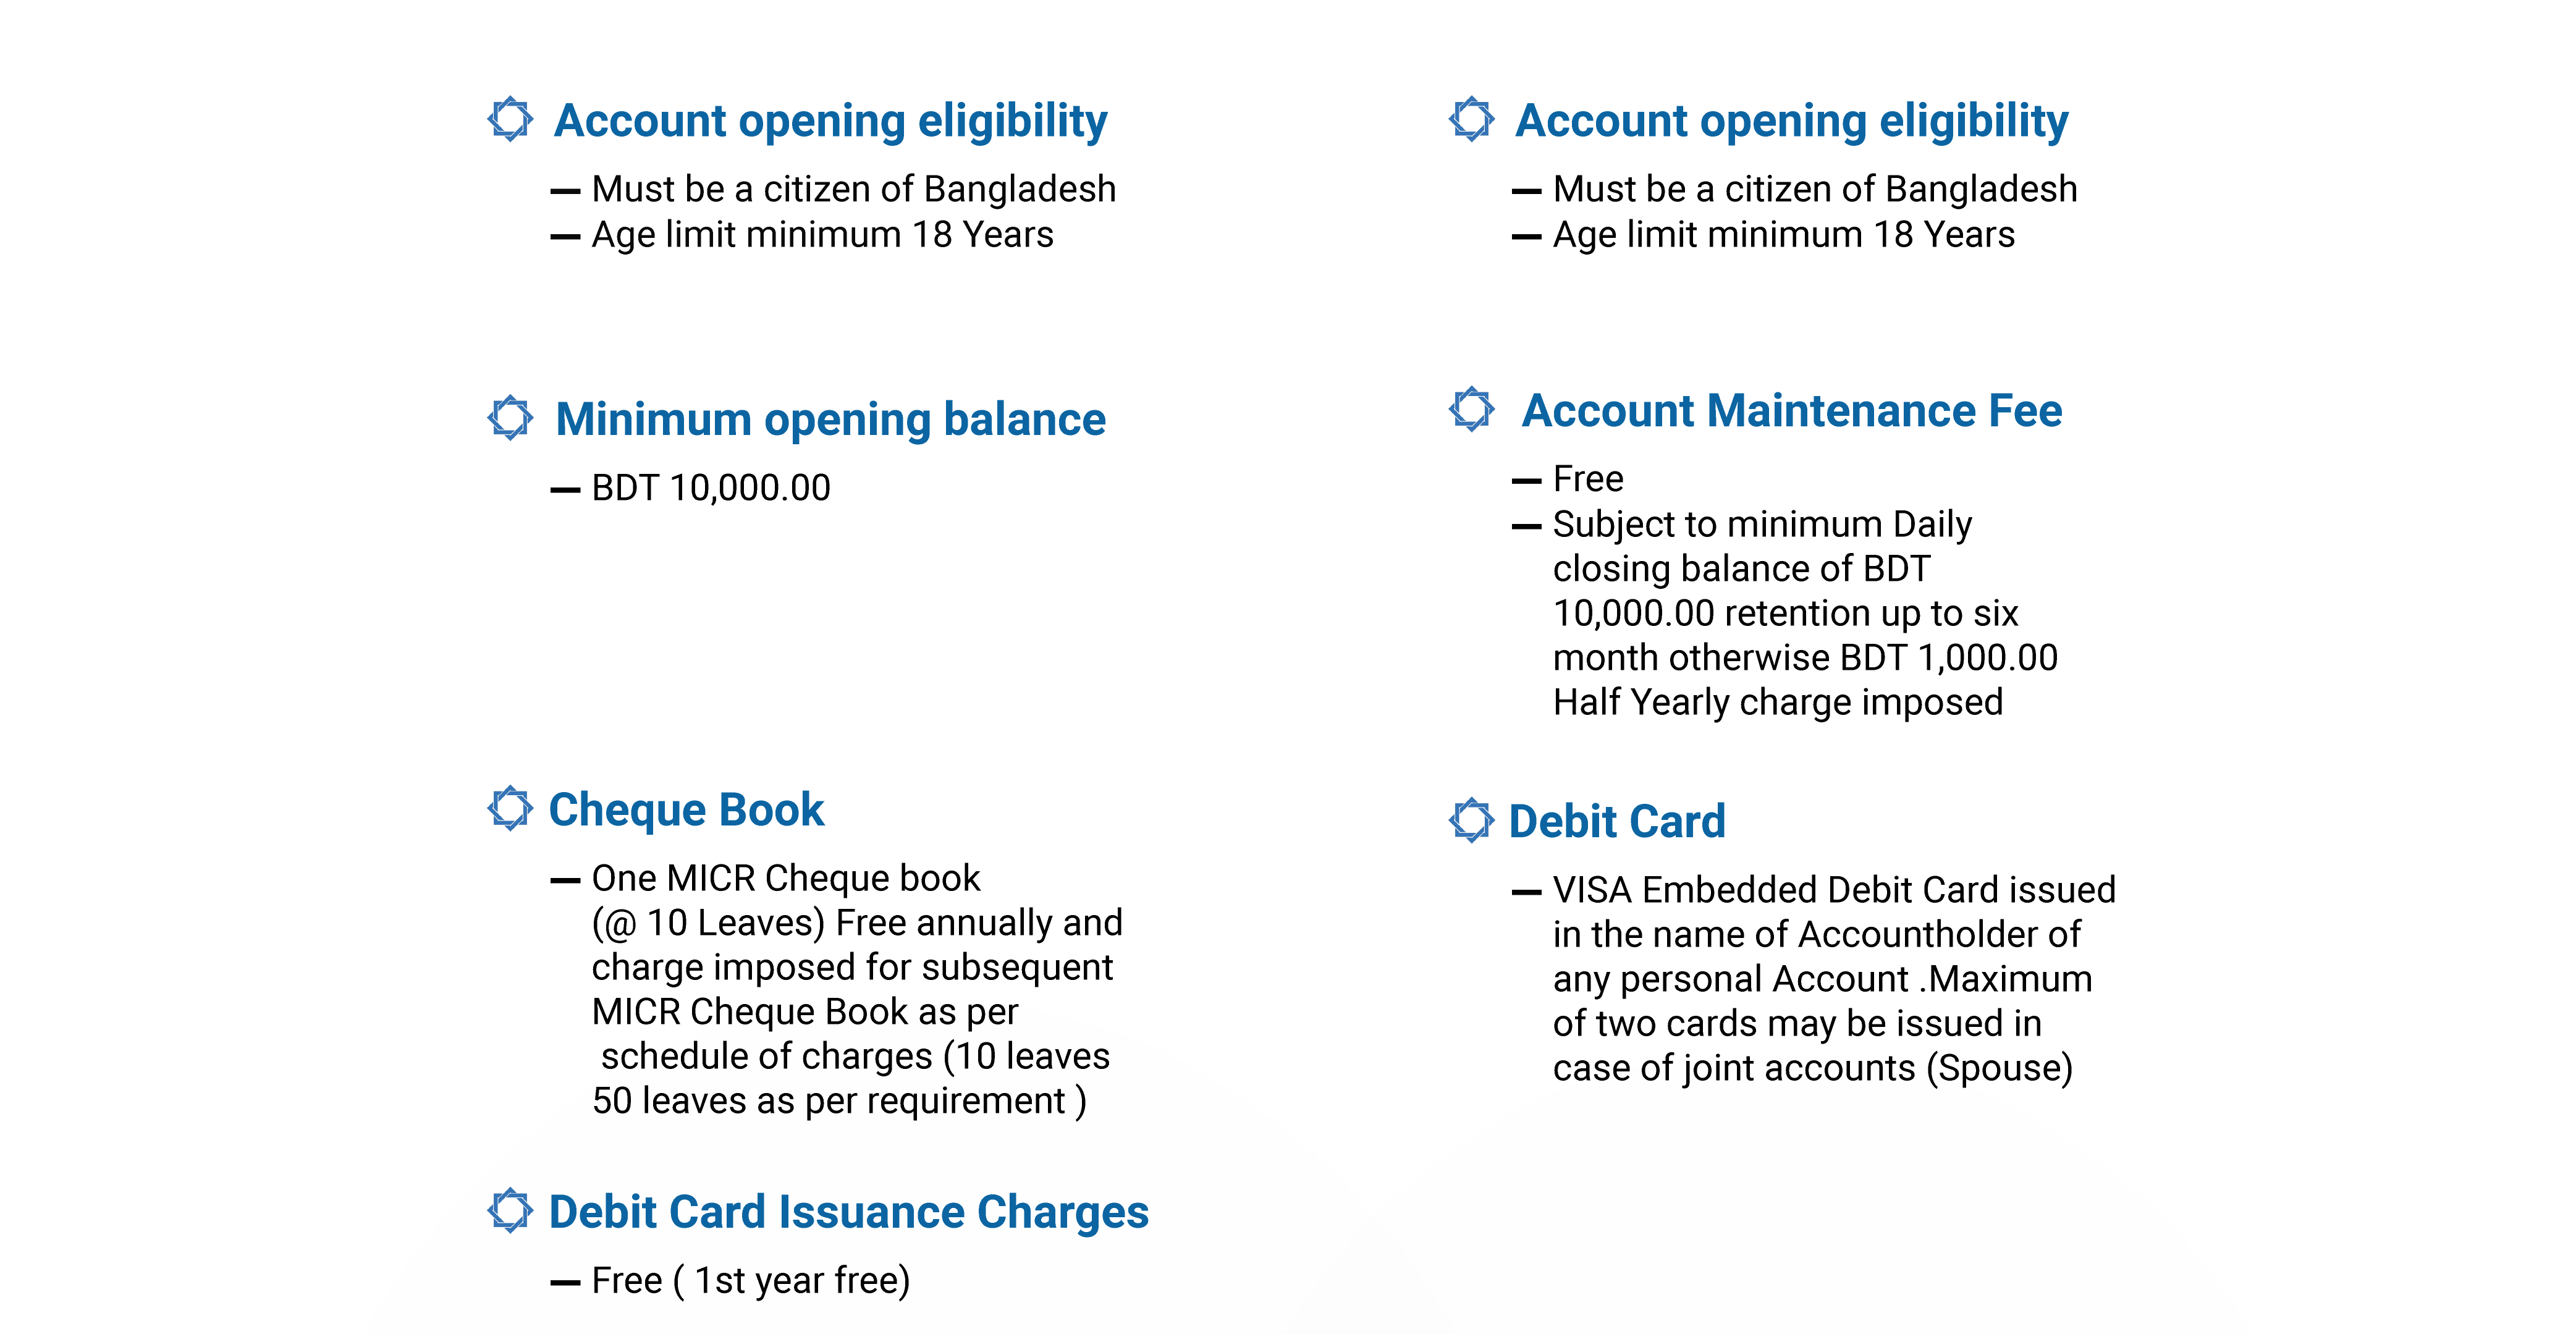 Account opening eligibility
— Must be a citizen of Bangladesh
— Age limit minimum 18 Years
Account opening eligibility
— Must be a citizen of Bangladesh
— Age limit minimum 18 Years
Minimum opening balance
— BDT 10,000.00
Account Maintenance Fee
— Free
— Subject to minimum Daily
closing balance of BDT
10,000.00 retention up to six
month otherwise BDT 1,000.00
Half Yearly charge imposed
Cheque Book
— One MICR Cheque book
(@ 10 Leaves) Free annually and
charge imposed for subsequent
MICR Cheque Book as per
schedule of charges (10 leaves
50 leaves as per requirement )
Debit Card
— VISA Embedded Debit Card issued
in the name of Accountholder of
any personal Account .Maximum
of two cards may be issued in
case of joint accounts (Spouse)
Debit Card Issuance Charges
— Free ( 1st year free)